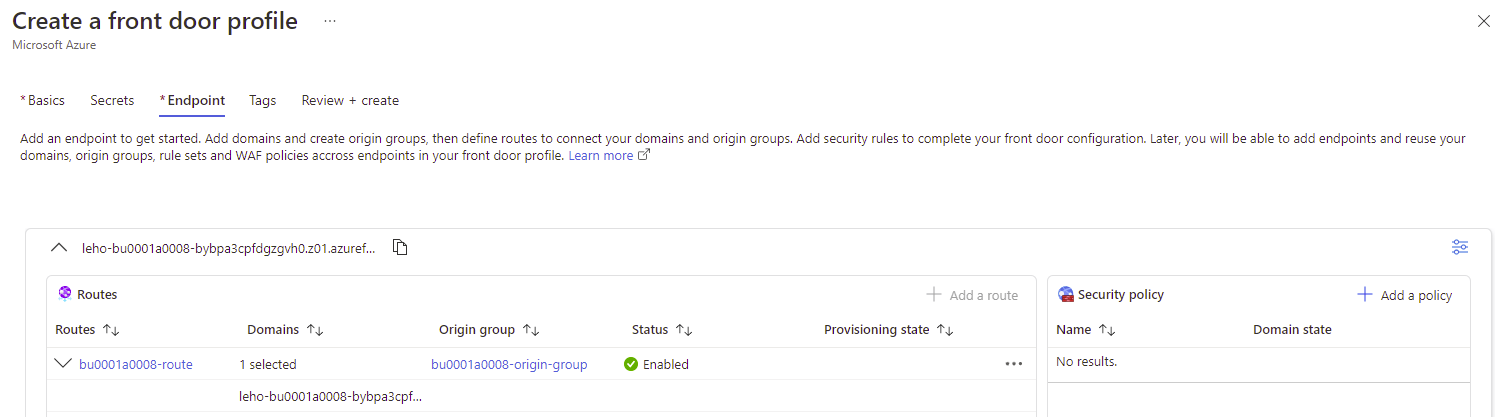 Create a front door profile ...
Microsoft Azure
* Basics Secrets * Endpoint Tags Review + create
Add an endpoint to get started. Add domains and create origin groups, then define routes to connect your domains and origin groups. Add security rules to complete your front door configuration. Later, you will be able to add endpoints and reuse your
domains, origin groups, rule sets and WAF policies accross endpoints in your front door profile. Learn more
leho-bu0001a0008-bybpa3cpfdgzgvh0.z01.azuref...
Routes + Add a route
Routes Domains Origin group Status Provisioning state
bu0001a0008-route 1 selected bu0001a0008-origin-group Enabled ...
leho-bu0001a0008-bybpa3cpf...
Security policy + Add a policy
Name Domain state
No results.